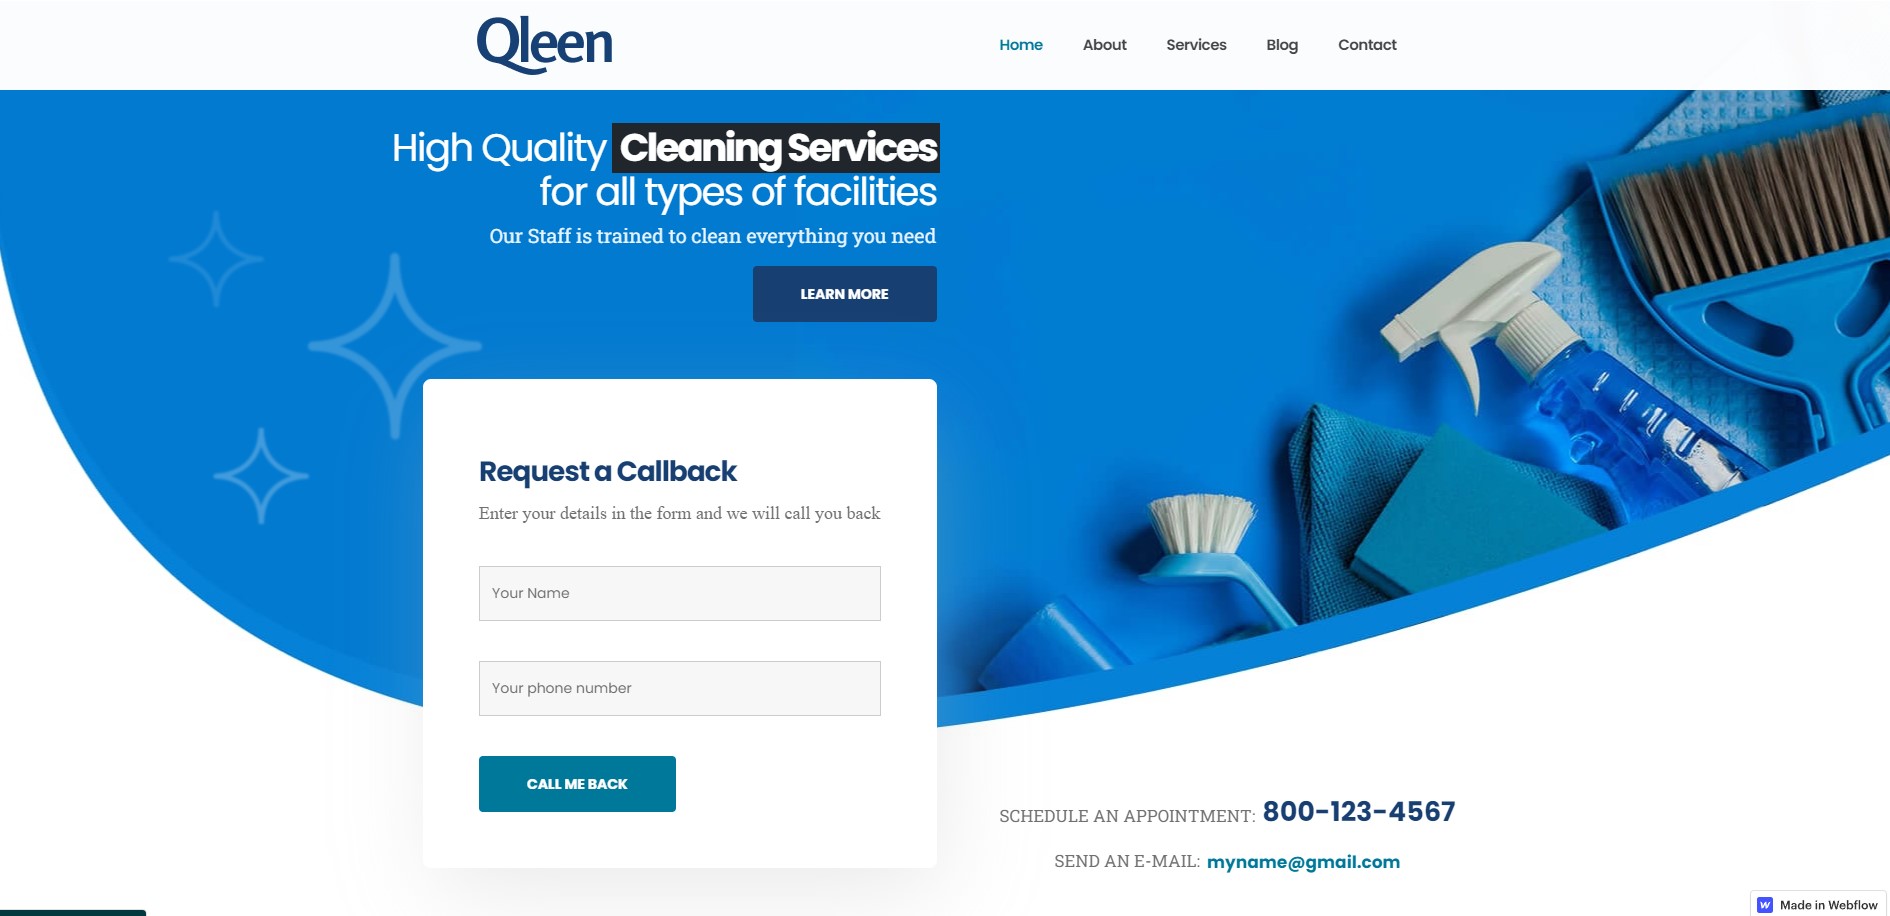 Qleen
Home About Services Blog Contact
High Quality Cleaning Services
for all types of facilities
Our Staff is trained to clean everything you need
LEARN MORE
Request a Callback
Enter your details in the form and we will call you back
Your Name
Your phone number
CALL ME BACK
SCHEDULE AN APPOINTMENT: 800-123-4567
SEND AN E-MAIL: myname@gmail.com
Made in Webflow